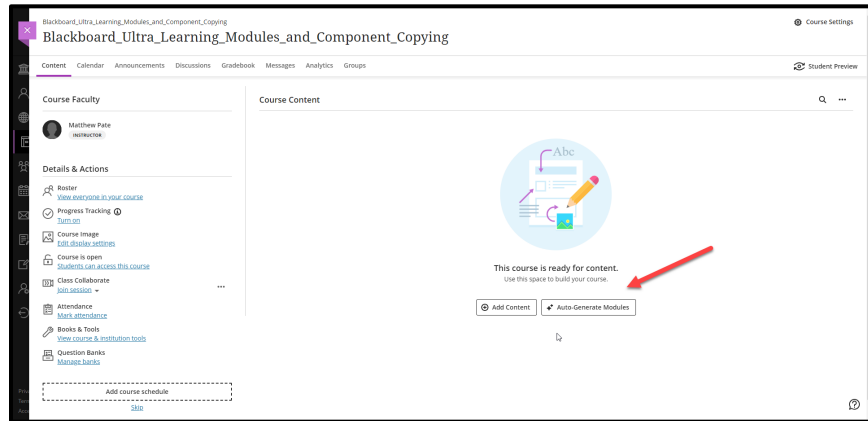 Blackboard_Ultra_Learning_Modules_and_Component_Copying
Course Settings
Blackboard_Ultra_Learning_Modules_and_Component_Copying
Content Calendar Announcements Discussions Gradebook Messages Analytics Groups
Student Preview
Course Faculty
Matthew Pate
INSTRUCTOR
Details & Actions
Roster
View everyone in your course
Progress Tracking
Turn on
Course Image
Edit display settings
Course is open
Students can access this course
Class Collaborate
Join session
Attendance
Mark attendance
Books & Tools
View course & institution tools
Question Banks
Manage banks
Add course schedule
Skip
Course Content
Abc
This course is ready for content.
Use this space to build your course.
Add Content
Auto-Generate Modules